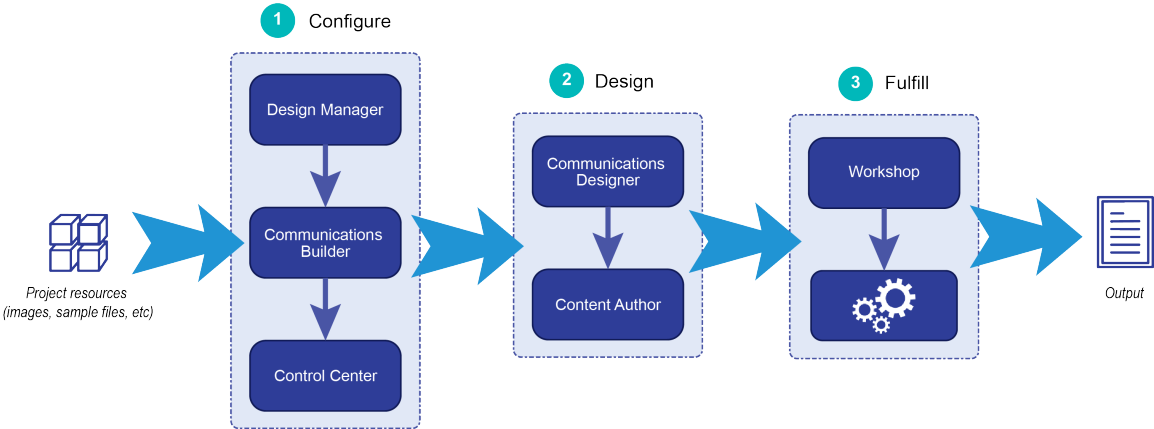 1 Configure
Design Manager
Communications
Builder
Control Center
2 Design
Communications
Designer
Content Author
3 Fulfill
Workshop
Project resources
(images, sample files, etc)
Output